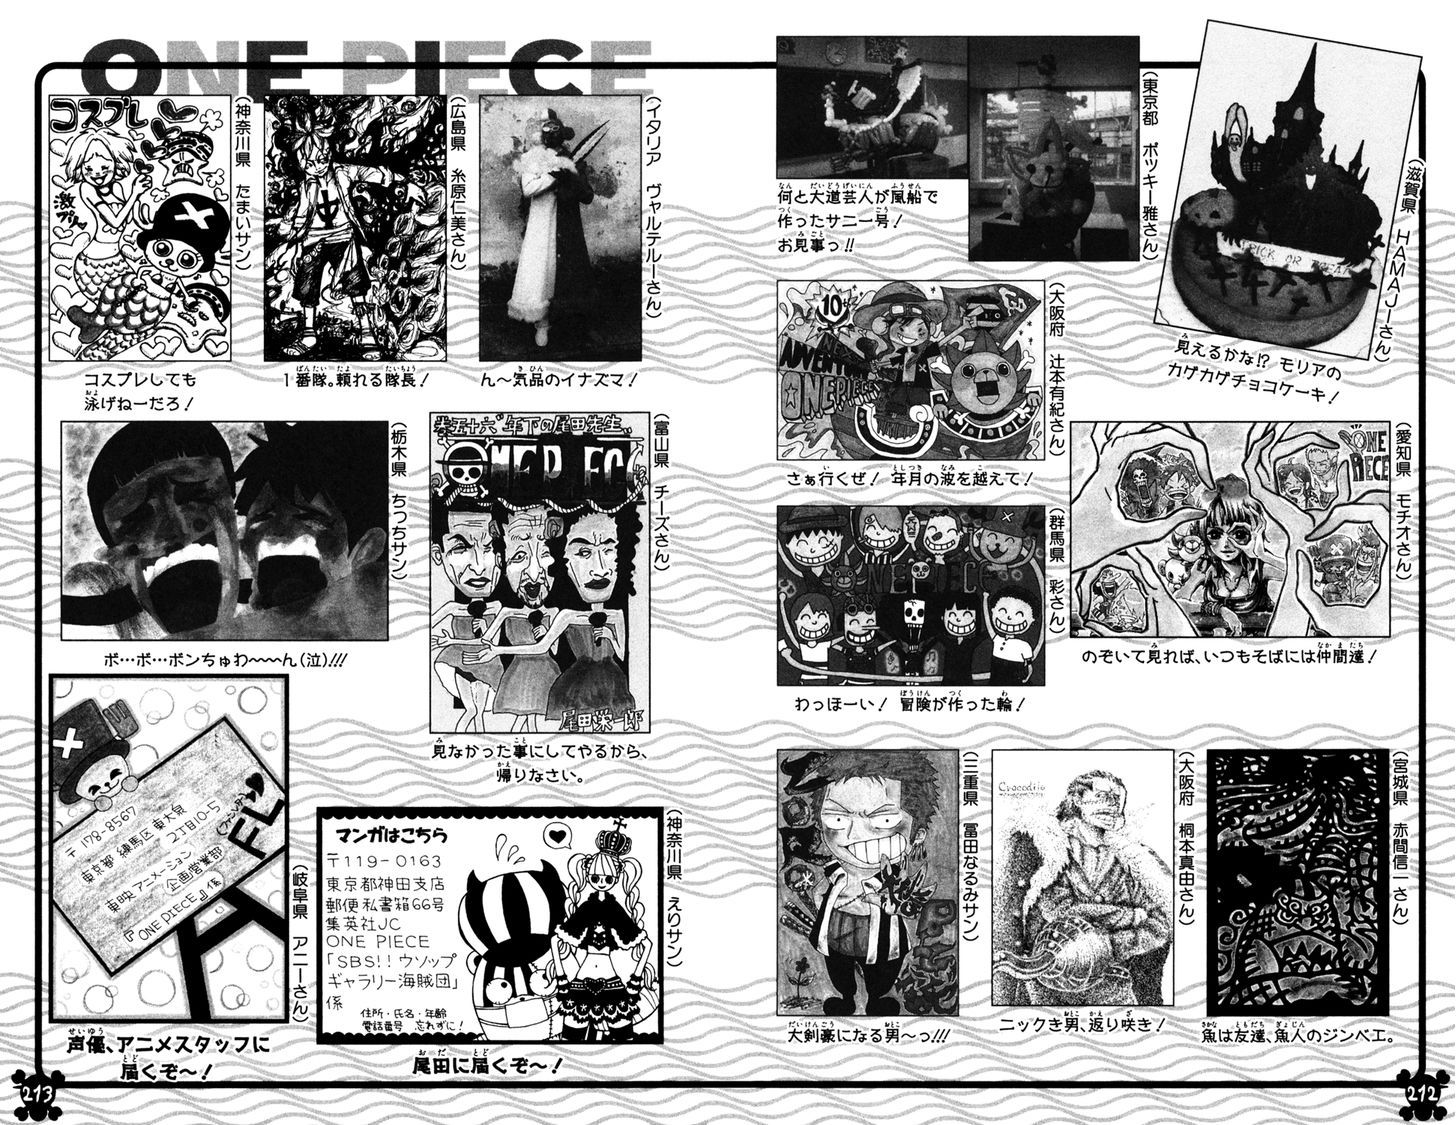 ONE PIECE
(東京都　ポッキー雅さん)
何と大道芸人が風船で
作ったサニー号!
お見事っ!!
(滋賀県　HAMAJIーさん)
TRICK OR TREAT
見えるかな!? モリアの
カゲカゲチョコケーキ!
(大阪府　辻本有紀さん)
10th
NEXT
ADVENTURE
ONE PIECE
さぁ行くぜ! 年月の波を越えて!
(愛知県　モチオさん)
ONE
PIECE
のぞいて見れば、いつもそばには仲間達!
(群馬県　彩さん)
ONE PIECE
わっほーい! 冒険が作った輪!
(三重県　冨田なるみサン)
大剣豪になる男〜っ!!!
(大阪府　桐本真由さん)
Crocodile
ニックき男、返り咲き!
(宮城県　赤間信一さん)
魚は友達、魚人のジンベエ。
212
(イタリア　ヴァルテルーさん)
ん〜気品のイナズマ!
(広島県　糸原仁美さん)
1番隊。頼れる隊長!
(神奈川県　たまいサン)
コスプレ
激プリ
コスプレしても
泳げねーだろ!
(富山県　チーズさん)
巻五十六"年下の尾田先生"
尾田栄一郎
見なかった事にしてやるから、
帰りなさい。
(栃木県　ちっちサン)
ボ…ボ…ボンちゅわ〜〜〜ん(泣)!!!
(神奈川県　えりサン)
マンガはこちら
〒119-0163
東京都神田支店
郵便私書箱66号
集英社JC
ONE PIECE
「SBS!!ウソップ
ギャラリー海賊団」
係
住所・氏名・年齢
電話番号　忘れずに!
尾田に届くぞ〜!
(岐阜県　アニーさん)
〒178-8567
東京都 練馬区 東大泉
2丁目10-5
東映アニメーション
企画営業部
『ONE PIECE』係
声優、アニメスタッフに
届くぞ〜!
213